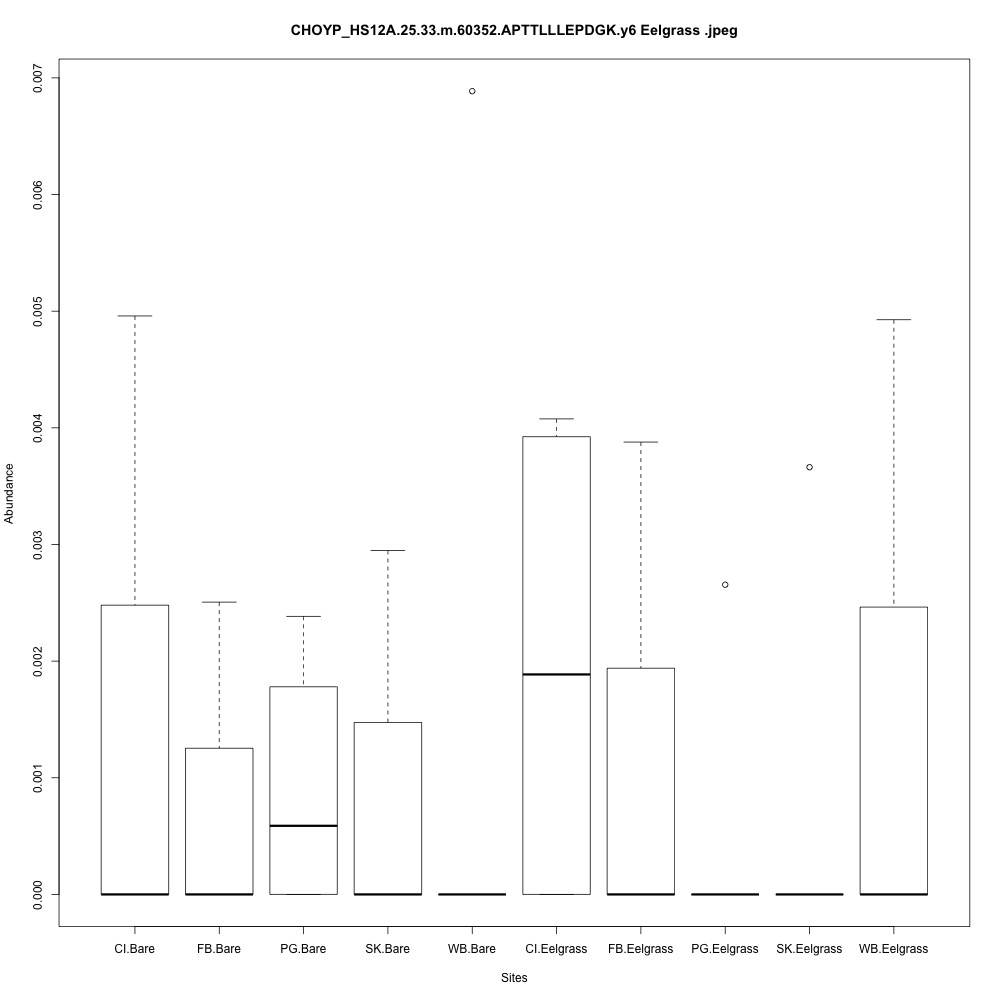 CHOYP_HS12A.25.33.m.60352.APTTLLLEPDGK.y6 Eelgrass .jpeg
0.007
0.006
0.005
0.004
0.003
0.002
0.001
0.000
Abundance
CI.Bare FB.Bare PG.Bare SK.Bare WB.Bare CI.Eelgrass FB.Eelgrass PG.Eelgrass SK.Eelgrass WB.Eelgrass
Sites